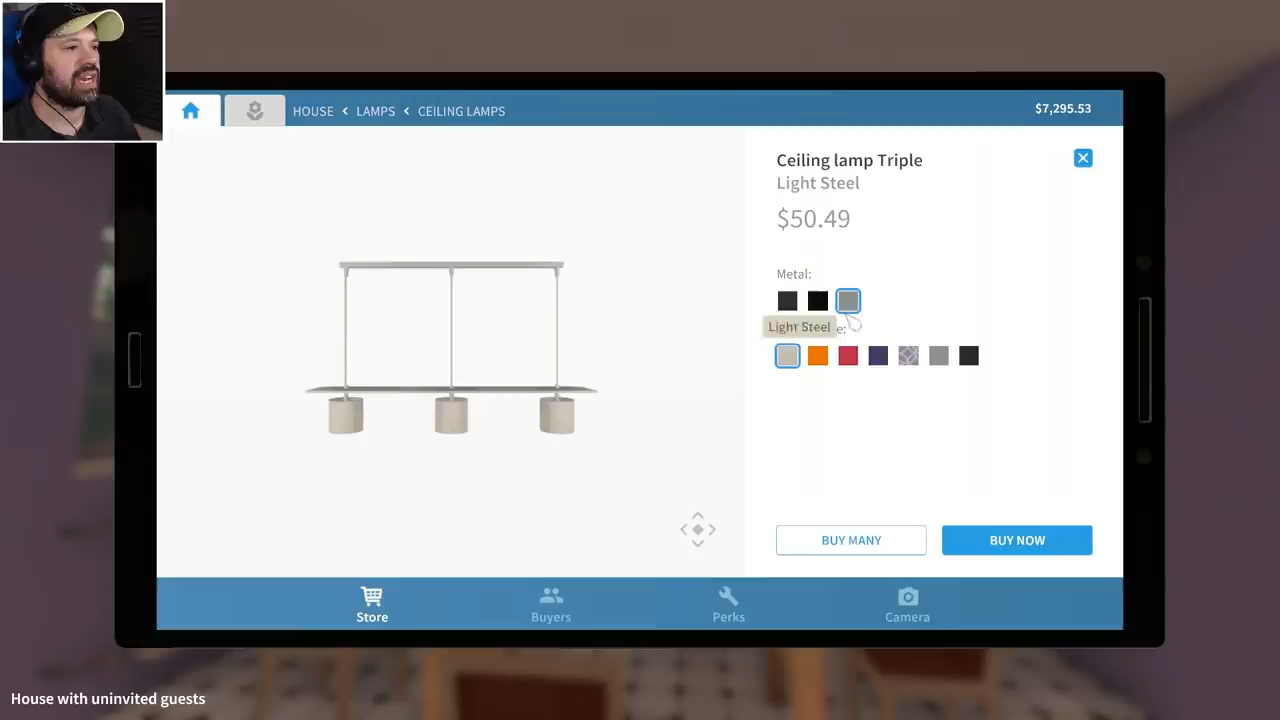 HOUSE < LAMPS < CEILING LAMPS
$7,295.53
Ceiling lamp Triple
Light Steel
$50.49
Metal:
Light Steel
e:
BUY MANY
BUY NOW
Store
Buyers
Perks
Camera
House with uninvited guests